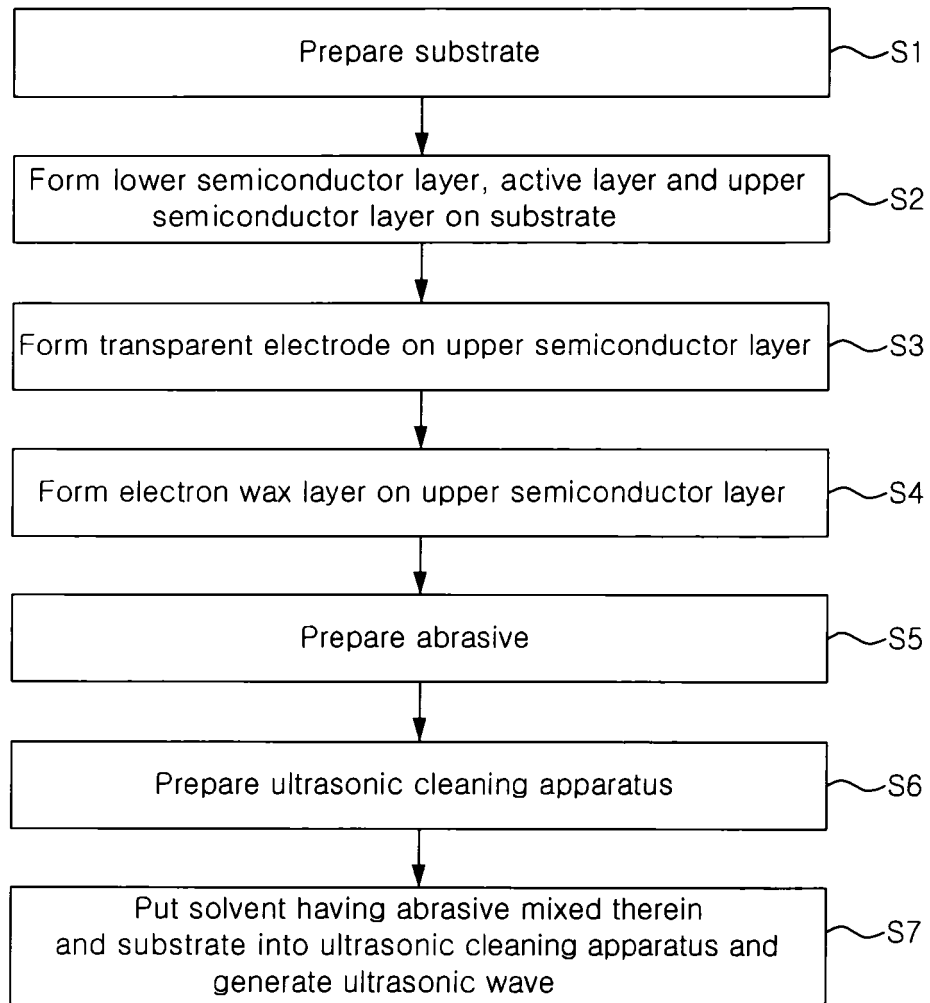 Prepare substrate
S1
Form lower semiconductor layer, active layer and upper
semiconductor layer on substrate
S2
Form transparent electrode on upper semiconductor layer
S3
Form electron wax layer on upper semiconductor layer
S4
Prepare abrasive
S5
Prepare ultrasonic cleaning apparatus
S6
Put solvent having abrasive mixed therein
and substrate into ultrasonic cleaning apparatus and
generate ultrasonic wave
S7